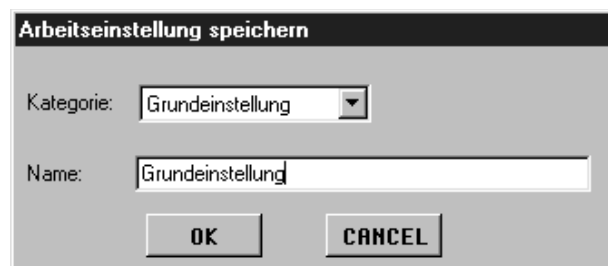 Arbeitseinstellung speichern
Kategorie: Grundeinstellung
Name: Grundeinstellung
OK CANCEL